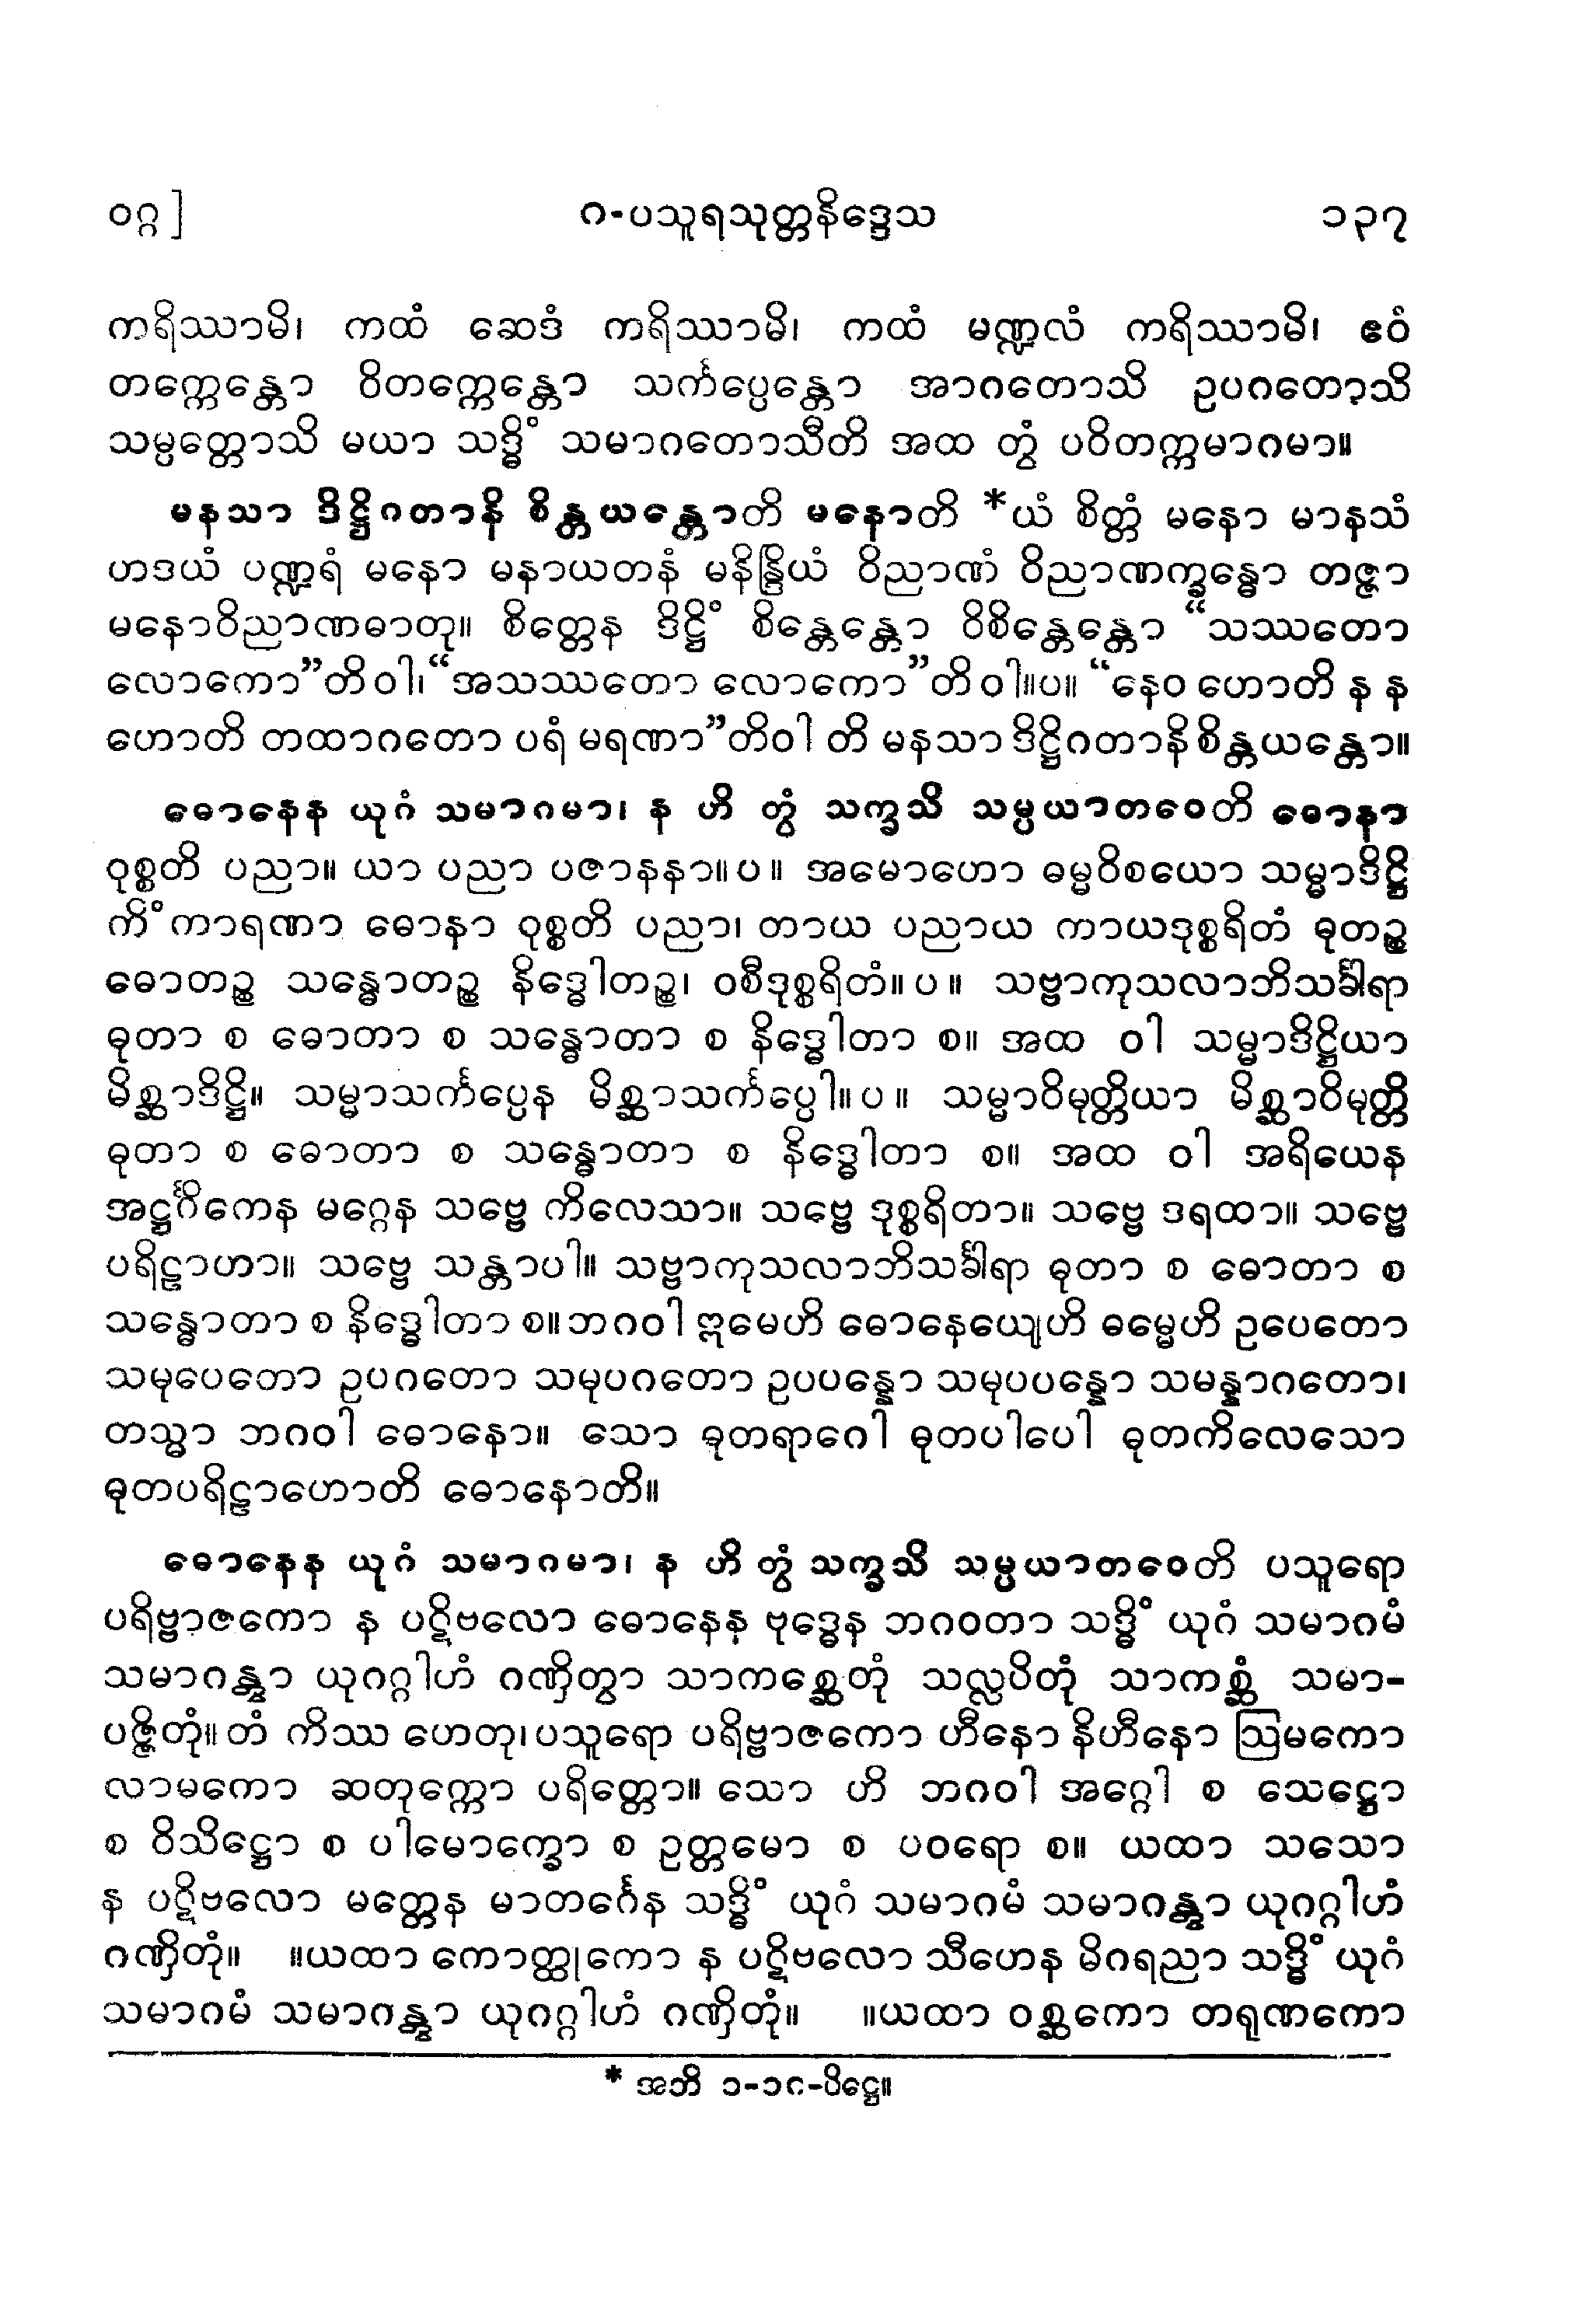 ဝဂ္ဂ] ဂ-ပသူရသုတ္တနိဒ္ဒေသ ၁၃၇
ကရိဿာမိ၊ ကထံ ဆေဒံ ကရိဿာမိ၊ ကထံ မဏ္ဍလံ ကရိဿာမိ၊ ဧဝံ
တက္ကေန္တော ဝိတက္ကေန္တော သင်္ကပ္ပေန္တော အာဂတောသိ ဥပဂတောသိ
သမ္ပတ္တောသိ မယာ သဒ္ဓိံ သမာဂတောသီတိ အထ တွံ ပဝိတက္ကမာဂမာ။
မနသာ ဒိဋ္ဌိဂတာနိ စိန္တယန္တောတိ မနောတိ *ယံ စိတ္တံ မနော မာနသံ
ဟဒယံ ပဏ္ဍရံ မနော မနာယတနံ မနိန္ဒြိယံ ဝိညာဏံ ဝိညာဏက္ခန္ဓော တဇ္ဇာ
မနောဝိညာဏဓာတု။ စိတ္တေန ဒိဋ္ဌိံ စိန္တေန္တော ဝိစိန္တေန္တော “သဿတော
လောကော”တိ ဝါ၊ “အသဿတော လောကော”တိ ဝါ။ပ။ “နေဝ ဟောတိ န န
ဟောတိ တထာဂတော ပရံ မရဏာ”တိဝါ တိ မနသာ ဒိဋ္ဌိဂတာနိ စိန္တယန္တော။
ဓောနေန ယုဂံ သမာဂမာ၊ န ဟိ တွံ သက္ခသိ သမ္ပယာတဝေတိ ဓောနာ
ဝုစ္စတိ ပညာ။ ယာ ပညာ ပဇာနနာ။ပ။ အမောဟော ဓမ္မဝိစယော သမ္မာဒိဋ္ဌိ
ကိံ ကာရဏာ ဓောနာ ဝုစ္စတိ ပညာ၊ တာယ ပညာယ ကာယဒုစ္စရိတံ ဓုတဉ္စ
ဓောတဉ္စ သန္ဓောတဉ္စ နိဒ္ဓေါတဉ္စ၊ ဝစီဒုစ္စရိတံ။ပ။ သဗ္ဗာကုသလာဘိသင်္ခါရာ
ဓုတာ စ ဓောတာ စ သန္ဓောတာ စ နိဒ္ဓေါတာ စ။ အထ ဝါ သမ္မာဒိဋ္ဌိယာ
မိစ္ဆာဒိဋ္ဌိ။ သမ္မာသင်္ကပ္ပေန မိစ္ဆာသင်္ကပ္ပေါ။ပ။ သမ္မာဝိမုတ္တိယာ မိစ္ဆာဝိမုတ္တိ
ဓုတာ စ ဓောတာ စ သန္ဓောတာ စ နိဒ္ဓေါတာ စ။ အထ ဝါ အရိယေန
အဋ္ဌင်္ဂိကေန မဂ္ဂေန သဗ္ဗေ ကိလေသာ။ သဗ္ဗေ ဒုစ္စရိတာ။ သဗ္ဗေ ဒရထာ။ သဗ္ဗေ
ပရိဠာဟာ။ သဗ္ဗေ သန္တာပါ။ သဗ္ဗာကုသလာဘိသင်္ခါရာ ဓုတာ စ ဓောတာ စ
သန္ဓောတာ စ နိဒ္ဓေါတာ စ။ ဘဂဝါ ဣမေဟိ ဓောနေယျေဟိ ဓမ္မေဟိ ဥပေတော
သမုပေတော ဥပဂတော သမုပဂတော ဥပပန္နော သမုပပန္နော သမန္နာဂတော၊
တသ္မာ ဘဂဝါ ဓောနော။ သော ဓုတရာဂေါ ဓုတပါပေါ ဓုတကိလေသော
ဓုတပရိဠာဟောတိ ဓောနောတိ။
ဓောနေန ယုဂံ သမာဂမာ၊ န ဟိ တွံ သက္ခသိ သမ္ပယာတဝေတိ ပသူရော
ပရိဗ္ဗာဇကော န ပဋိဗလော ဓောနေန ဗုဒ္ဓေန ဘဂဝတာ သဒ္ဓိံ ယုဂံ သမာဂမံ
သမာဂန္တွာ ယုဂဂ္ဂါဟံ ဂဏှိတွာ သာကစ္ဆေတုံ သလ္လပိတုံ သာကစ္ဆံ သမာ-
ပဇ္ဇိတုံ။ တံ ကိဿ ဟေတု၊ ပသူရော ပရိဗ္ဗာဇကော ဟီနော နိဟီနော ဩမကော
လာမကော ဆတုက္ကော ပရိတ္တော။ သော ဟိ ဘဂဝါ အဂ္ဂေါ စ သေဋ္ဌော
စ ဝိသိဋ္ဌော စ ပါမောက္ခော စ ဥတ္တမော စ ပဝရော စ။ ယထာ သသော
န ပဋိဗလော မတ္တေန မာတင်္ဂေန သဒ္ဓိံ ယုဂံ သမာဂမံ သမာဂန္တွာ ယုဂဂ္ဂါဟံ
ဂဏှိတုံ။ ။ယထာ ကောတ္ထုကော န ပဋိဗလော သီဟေန မိဂရညာ သဒ္ဓိံ ယုဂံ
သမာဂမံ သမာဂန္တွာ ယုဂဂ္ဂါဟံ ဂဏှိတုံ။ ။ယထာ ဝစ္ဆကော တရုဏကော
* အဘိ ၁-၁၈-ပိဋ္ဌေ။